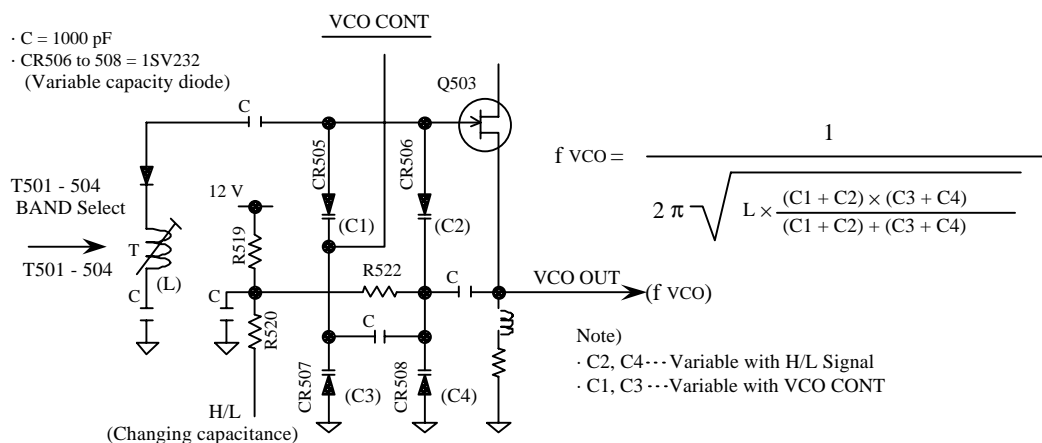 VCO CONT
· C = 1000 pF
· CR506 to 508 = 1SV232
(Variable capacity diode)
Q503
C
CR505
CR506
T501 - 504
BAND Select
12 V
(C1)
(C2)
R519
T
T501 - 504
(L)
R522
C
C
C
VCO OUT
(f VCO)
R520
C
CR507
(C3)
CR508
(C4)
H/L
(Changing capacitance)
f VCO =
1
2 π √ L × (C1 + C2) × (C3 + C4)
(C1 + C2) + (C3 + C4)
Note)
· C2, C4 ··· Variable with H/L Signal
· C1, C3 ··· Variable with VCO CONT